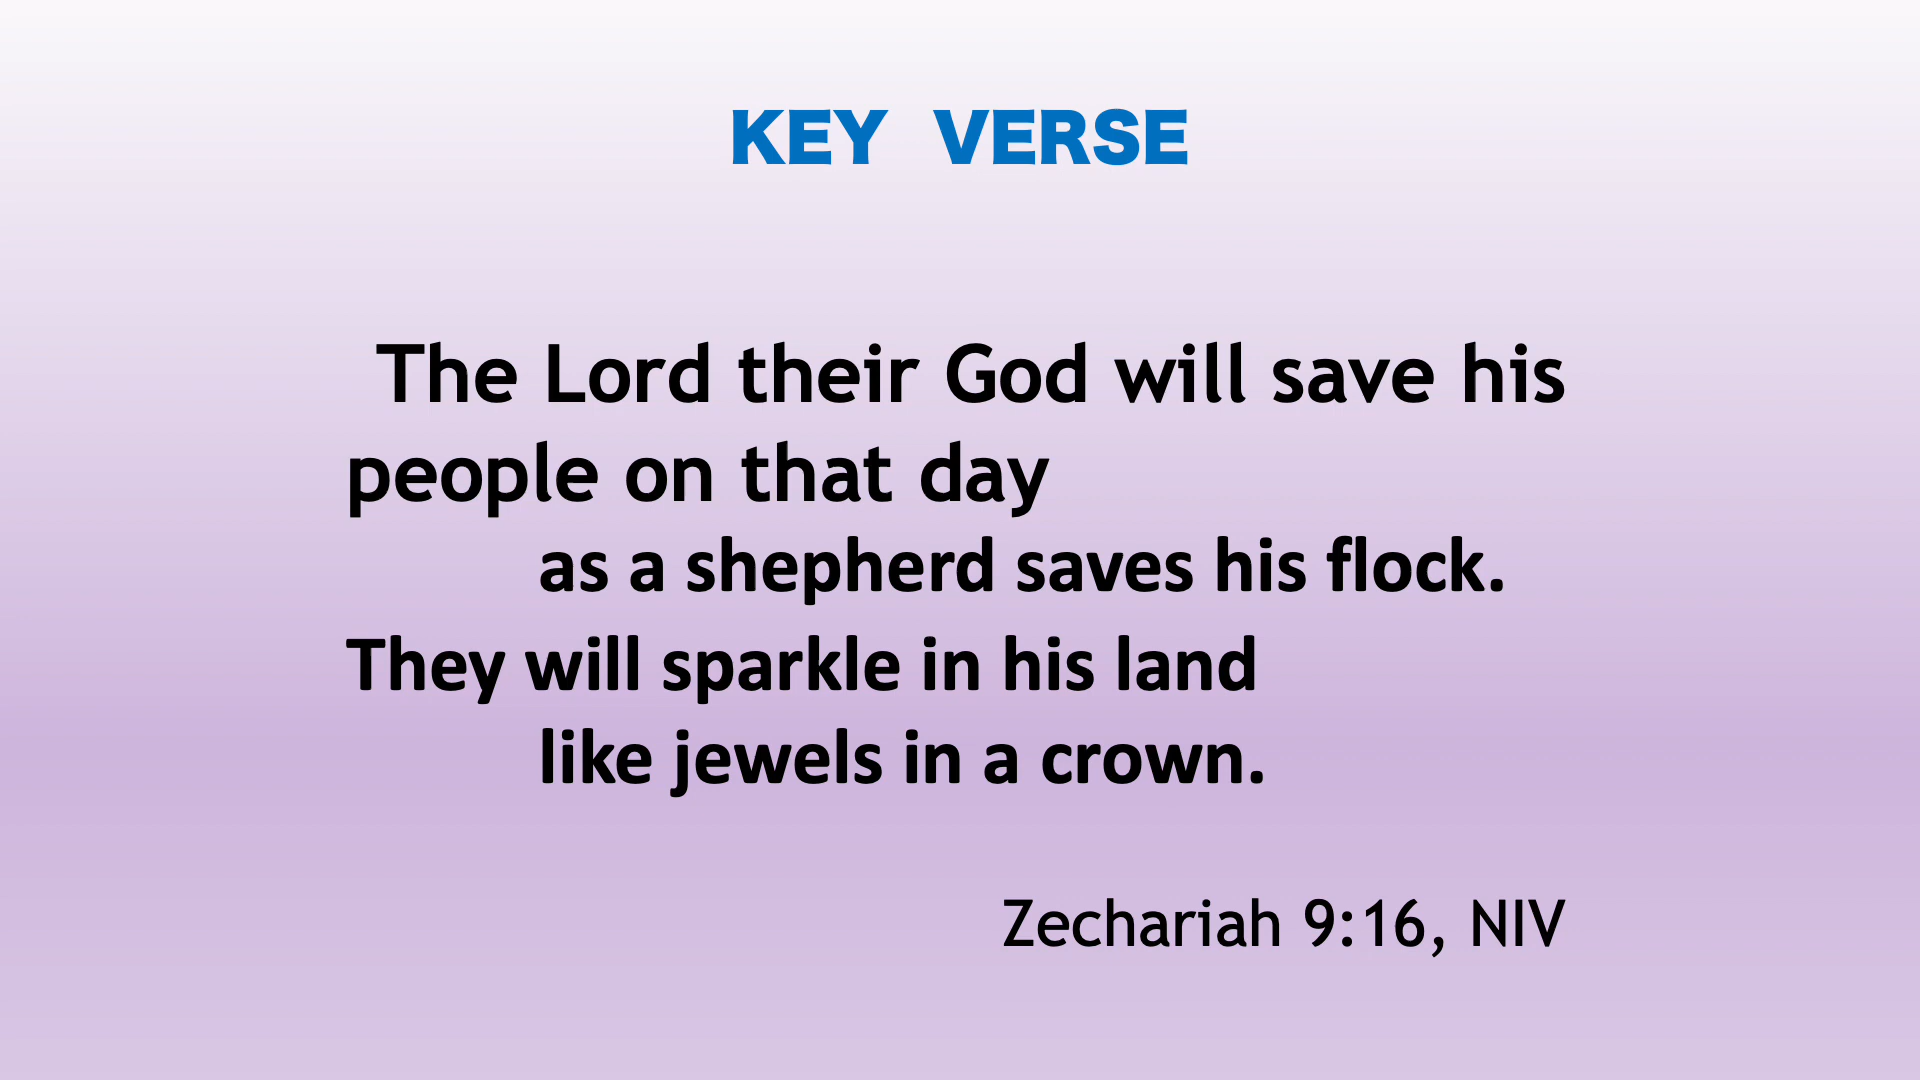 KEY VERSE
The Lord their God will save his
people on that day
as a shepherd saves his flock.
They will sparkle in his land
like jewels in a crown.
Zechariah 9:16, NIV